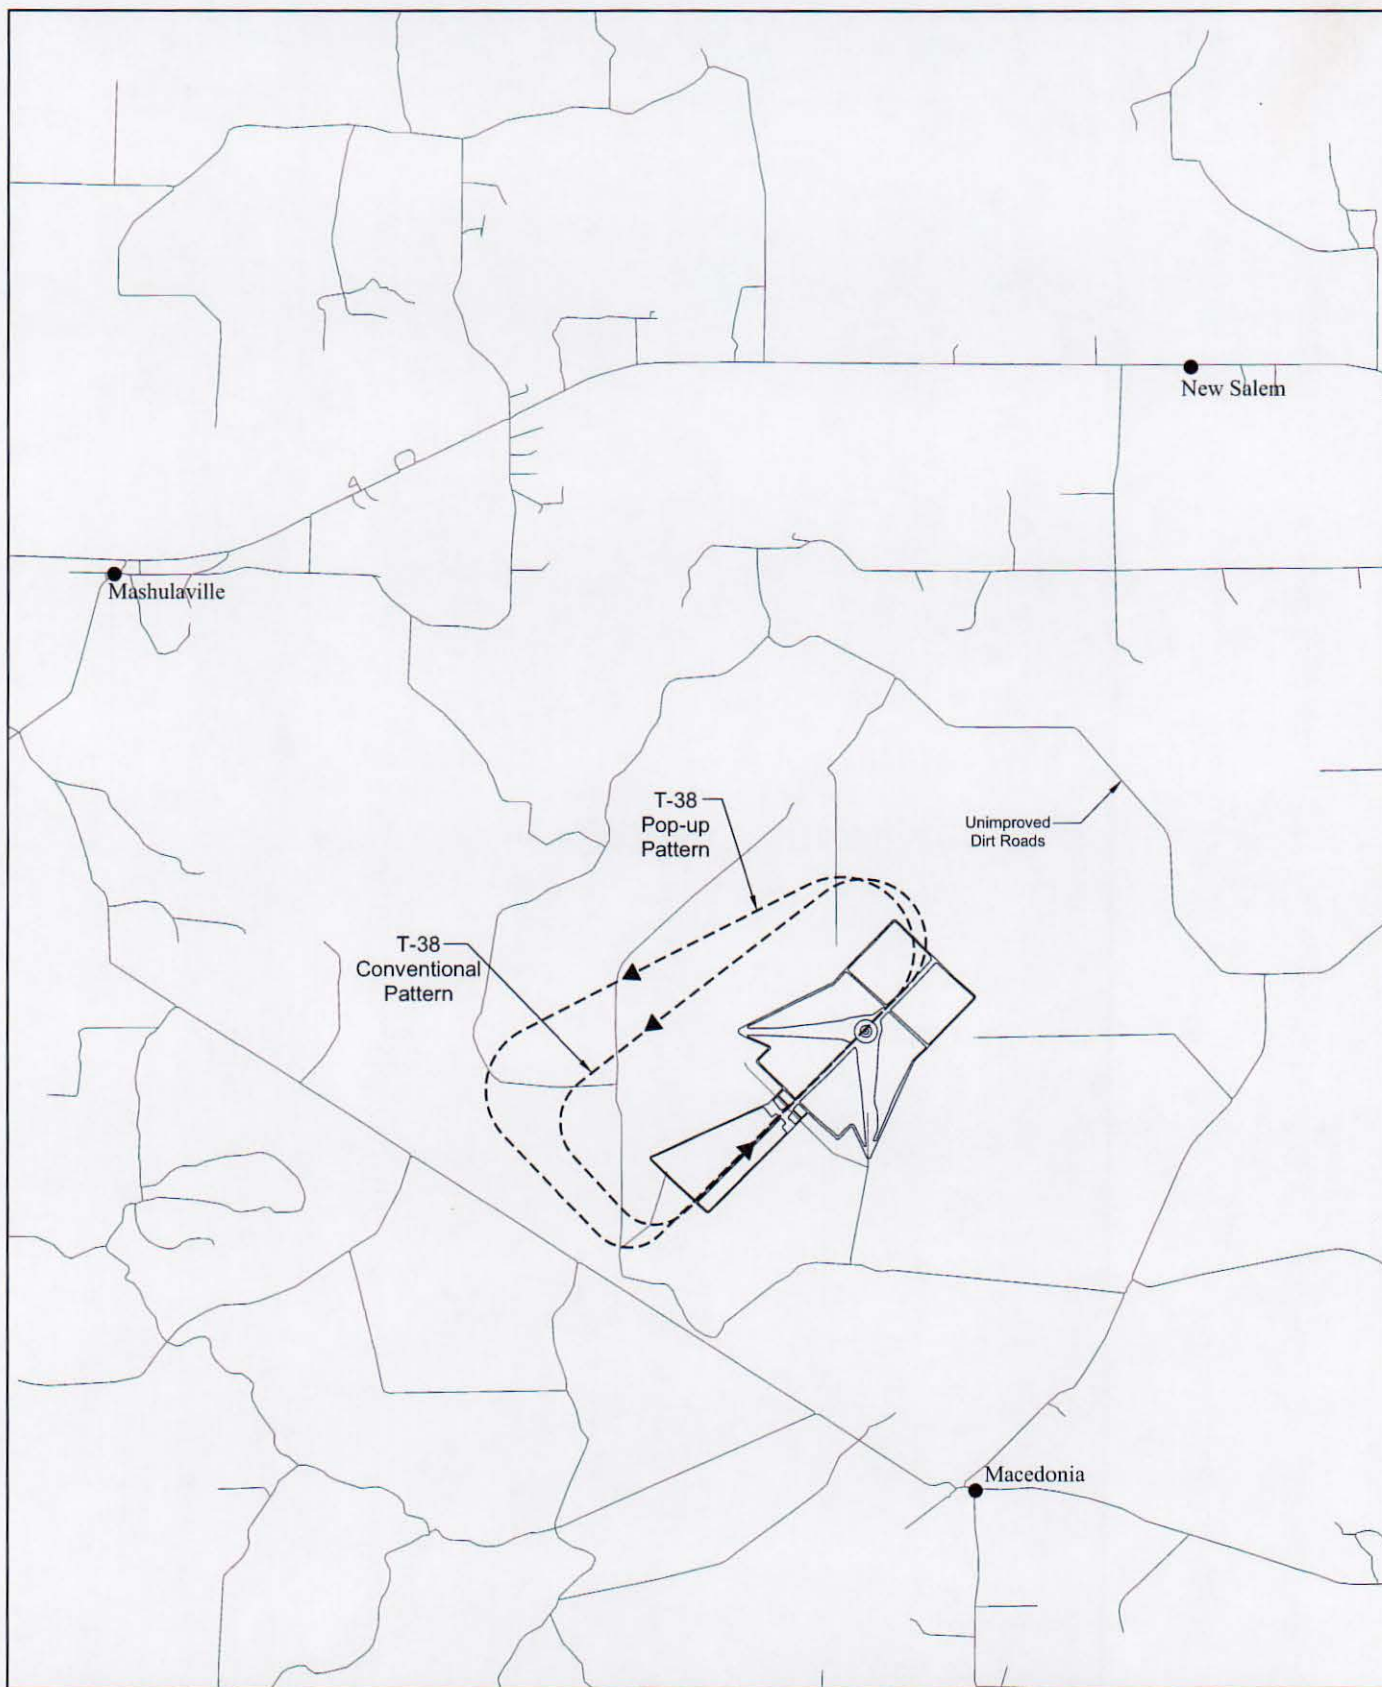 New Salem
Mashulaville
T-38
Pop-up
Pattern
Unimproved
Dirt Roads
T-38
Conventional
Pattern
Macedonia